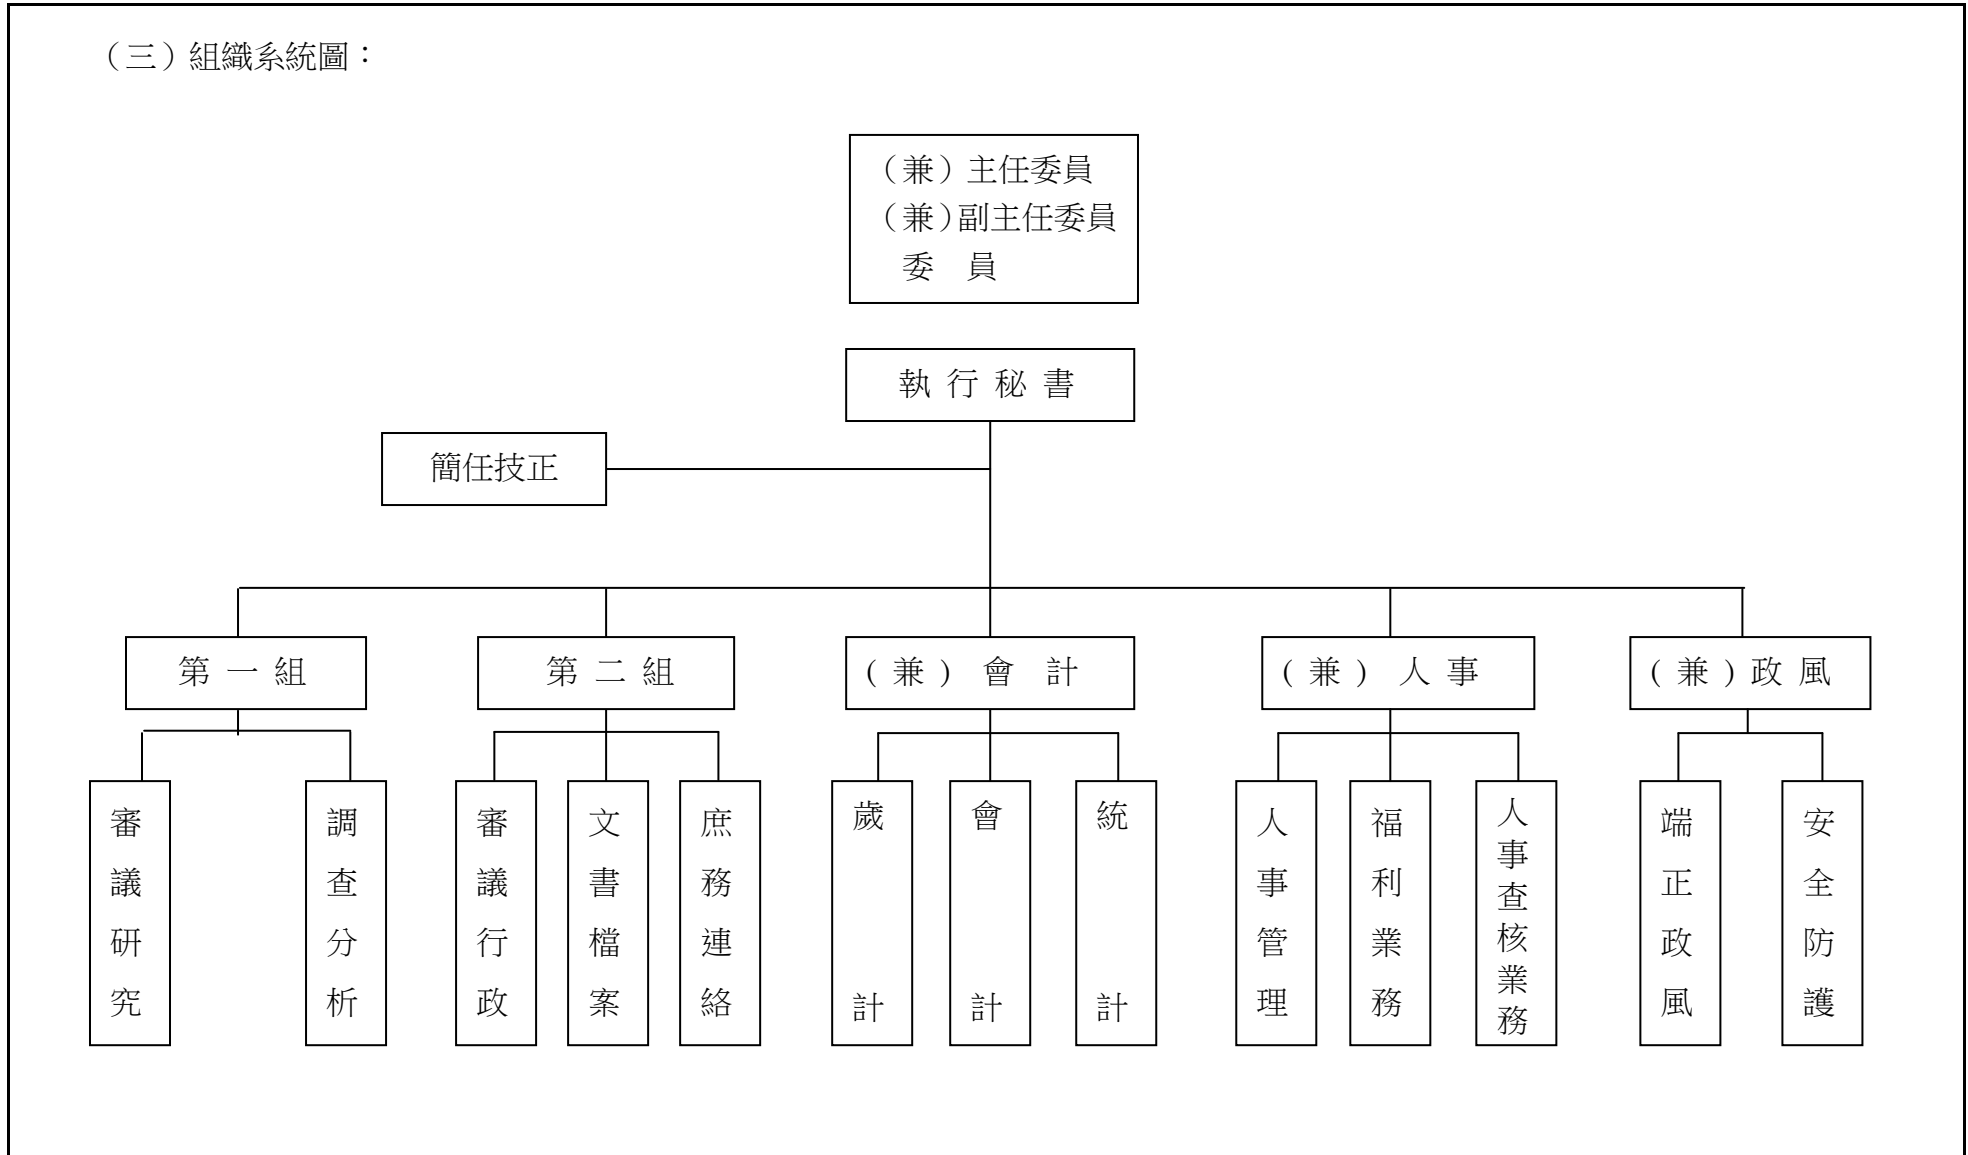 （三）組織系統圖：
（兼）主任委員
（兼）副主任委員
委　員
執 行 秘 書
簡任技正
第 一 組
第 二 組
( 兼 ) 會　計
( 兼 ) 人 事
( 兼 ) 政 風
審議研究
調查分析
審議行政
文書檔案
庶務連絡
歲計
會計
統計
人事管理
福利業務
人事查核業務
端正政風
安全防護